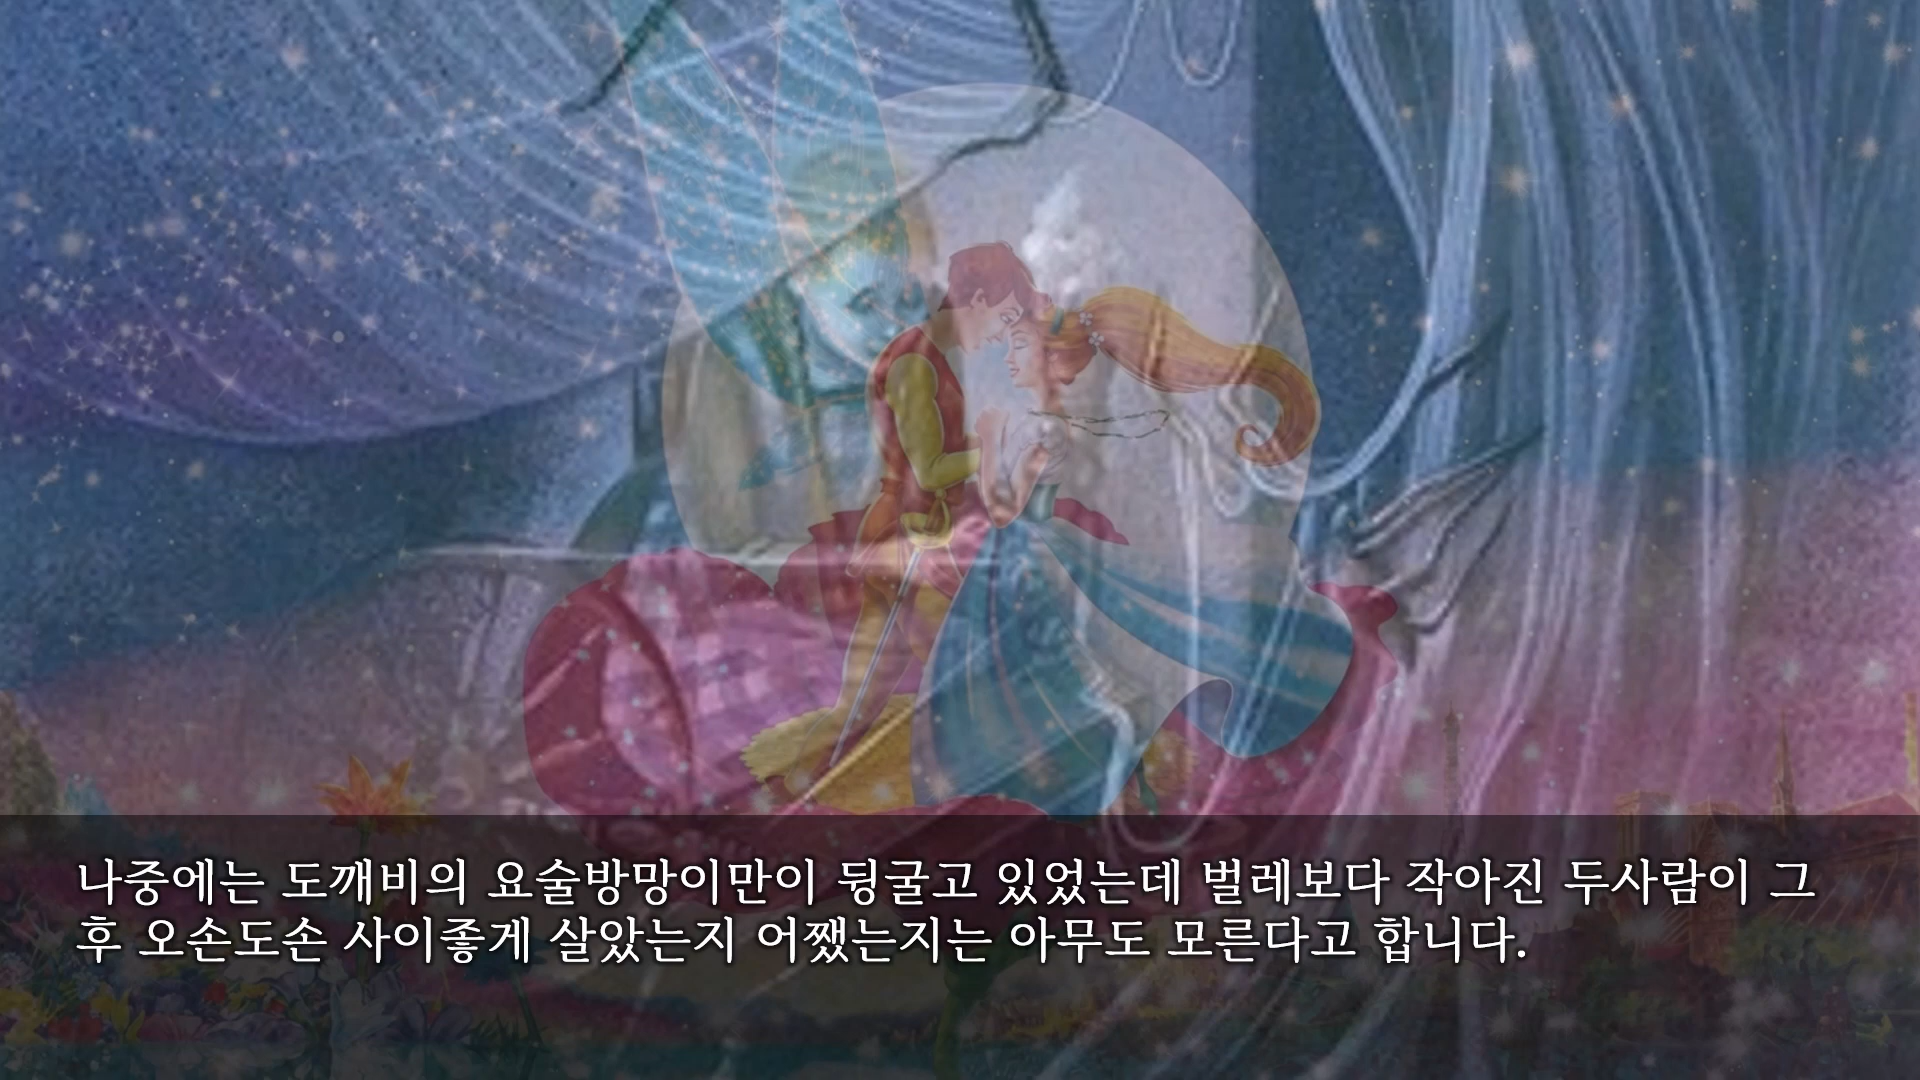 나중에는 도깨비의 요술방망이만이 뒹굴고 있었는데 벌레보다 작아진 두사람이 그
후 오손도손 사이좋게 살았는지 어쨌는지는 아무도 모른다고 합니다.